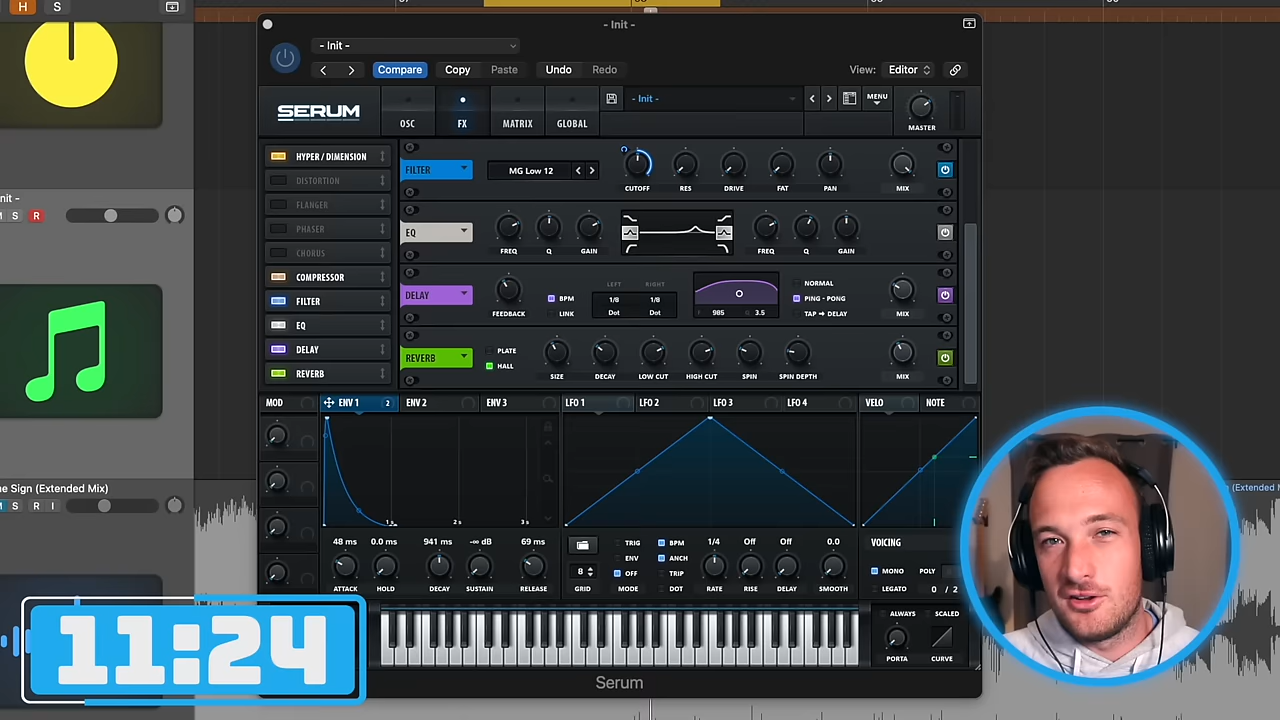 H S
- Init -
- Init -
Compare Copy Paste Undo Redo View: Editor
SERUM
OSC FX MATRIX GLOBAL
- Init -
MENU
MASTER
HYPER / DIMENSION
DISTORTION
FLANGER
PHASER
CHORUS
COMPRESSOR
FILTER
EQ
DELAY
REVERB
FILTER MG Low 12
CUTOFF RES DRIVE FAT PAN MIX
EQ
FREQ Q GAIN FREQ Q GAIN
DELAY
FEEDBACK
BPM
LINK
LEFT RIGHT
1/8 1/8
Dot Dot
F 985 Q 3.5
NORMAL
PING - PONG
TAP ➔ DELAY
MIX
REVERB
PLATE
HALL
SIZE DECAY LOW CUT HIGH CUT SPIN SPIN DEPTH MIX
MOD ENV 1 2 ENV 2 ENV 3 LFO 1 LFO 2 LFO 3 LFO 4 VELO NOTE
1 s 2s 3s
48 ms 0.0 ms 941 ms -∞ dB 69 ms
ATTACK HOLD DECAY SUSTAIN RELEASE
8
GRID
TRIG
ENV
OFF
MODE
BPM
ANCH
TRIP
DOT
1/4 Off Off 0.0
RATE RISE DELAY SMOOTH
VOICING
MONO POLY
LEGATO 0 / 2
ALWAYS SCALED
PORTA CURVE
Serum
nit -
S R
e Sign (Extended Mix)
S R I
(Extended M
11:24